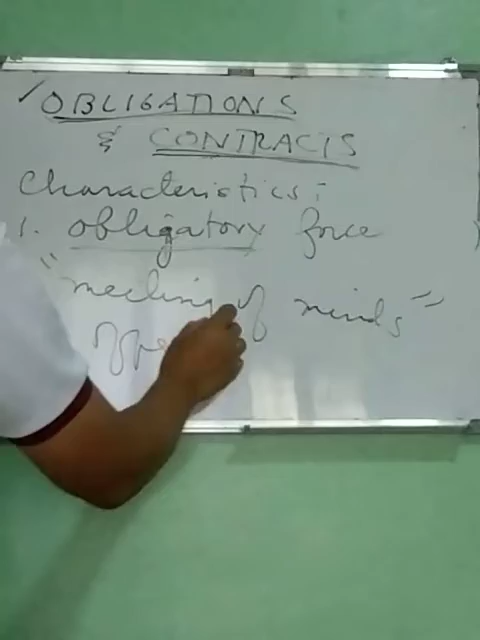 ✓OBLIGATIONS
& CONTRACTS
Characteristics:
1. obligatory force
"meeting of minds"